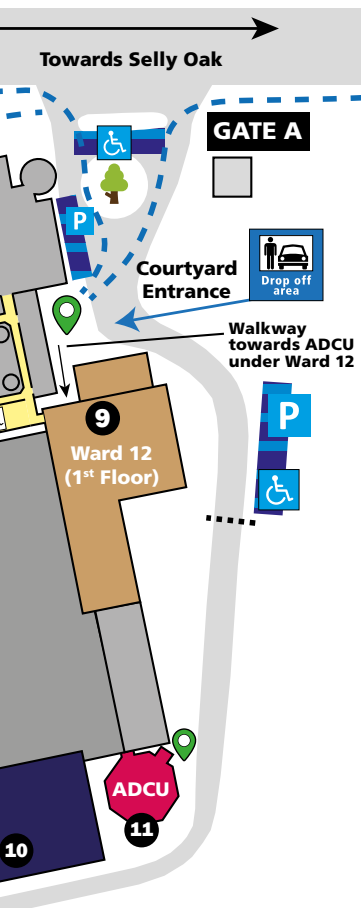 Towards Selly Oak
GATE A
P
Courtyard
Entrance
Drop off
area
Walkway
towards ADCU
under Ward 12
P
9
Ward 12
(1st Floor)
ADCU
11
10